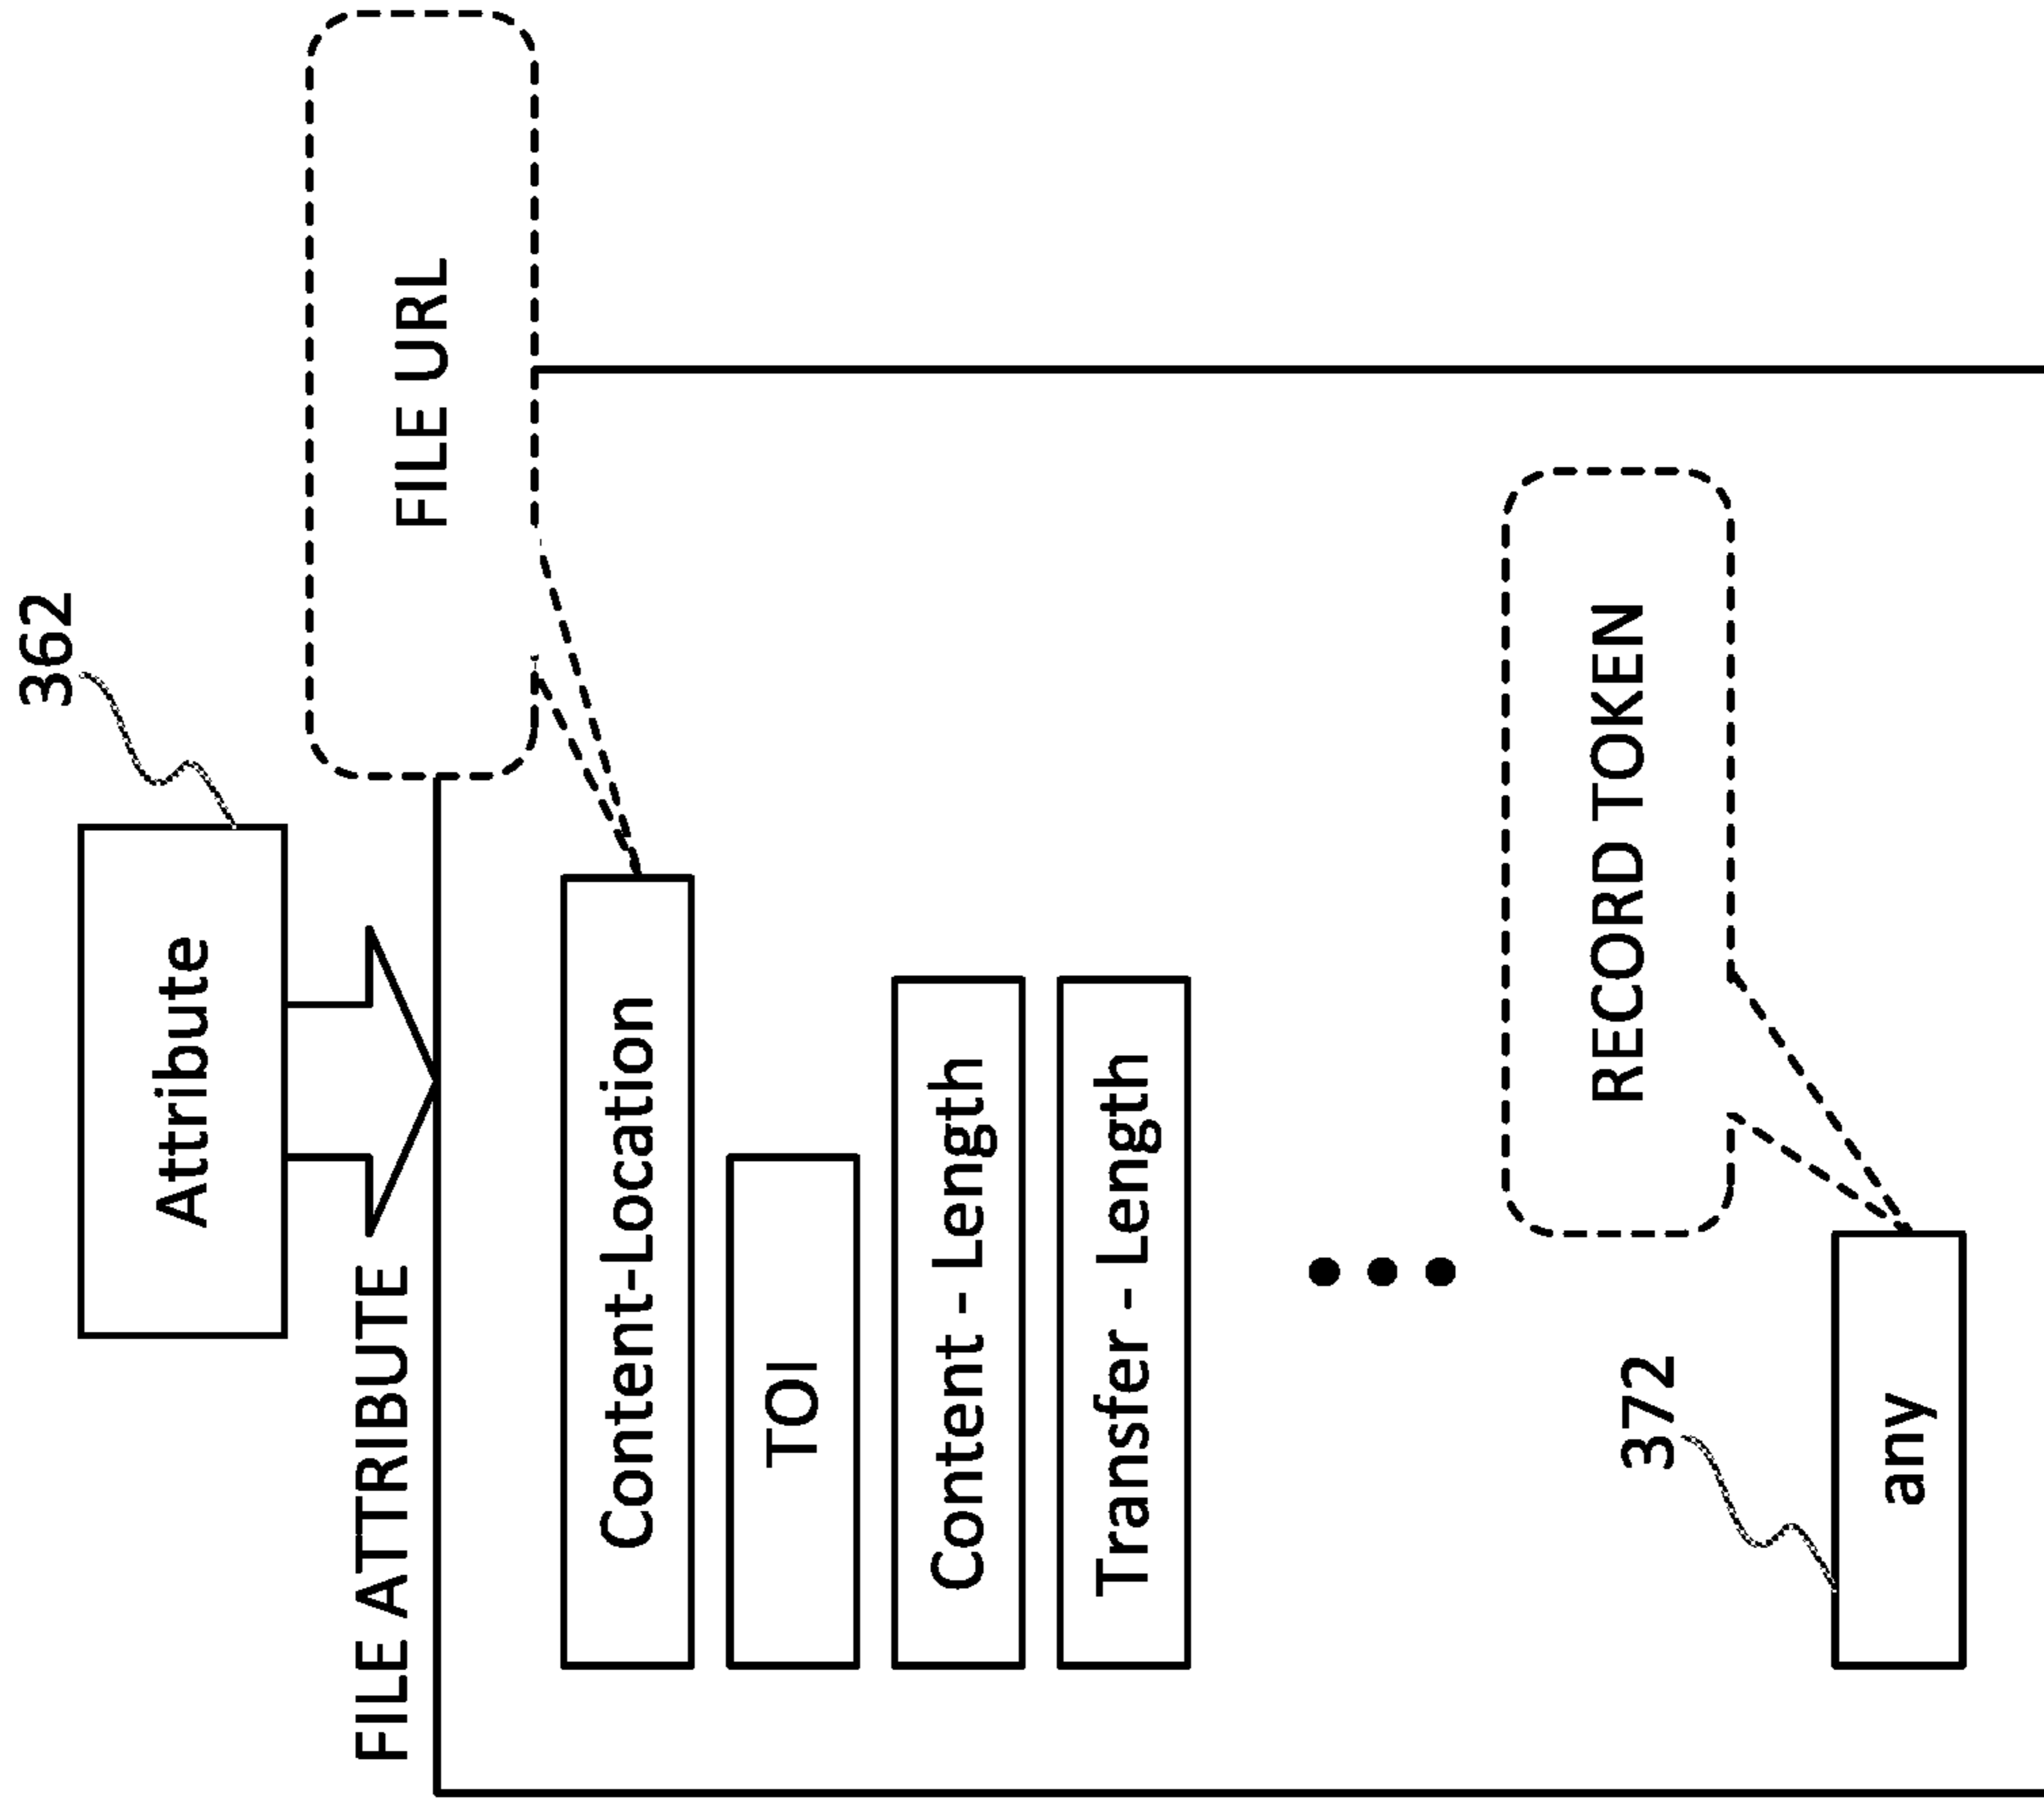 362
Attribute
FILE ATTRIBUTE
FILE URL
Content-Location
TOI
Content - Length
Transfer - Length
RECORD TOKEN
372
any